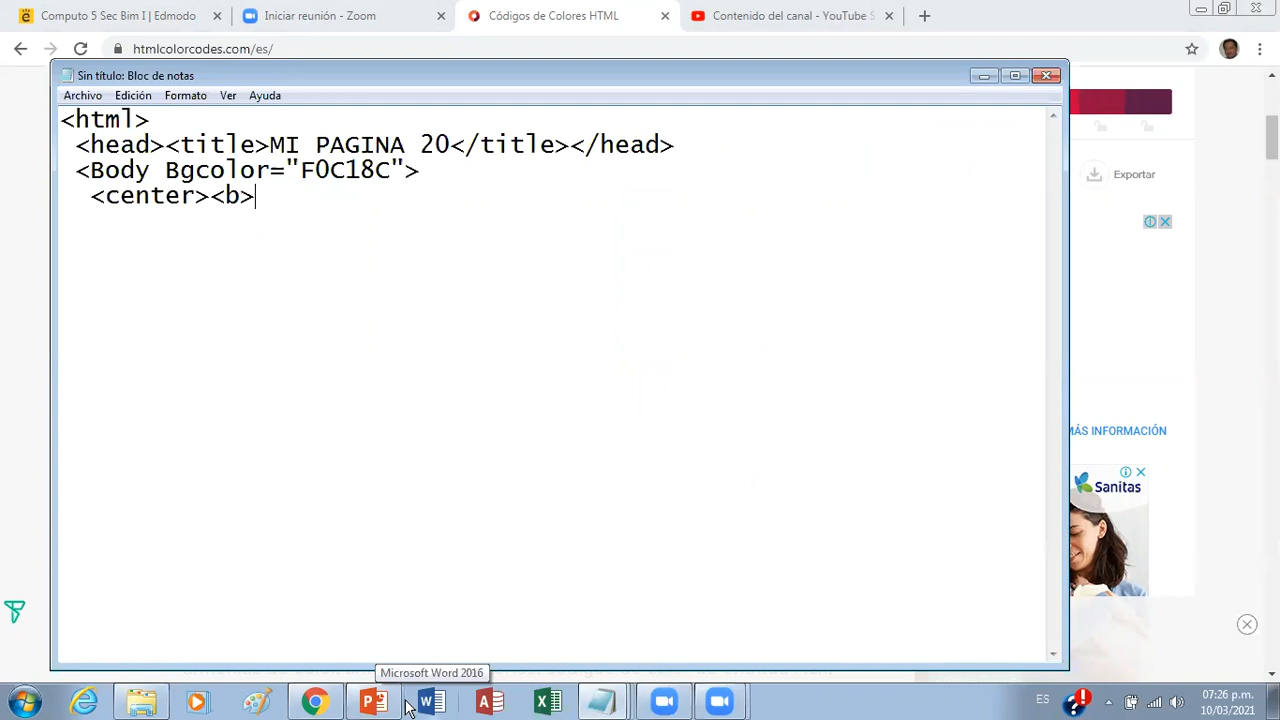 Computo 5 Sec Bim I | Edmodo
Iniciar reunión - Zoom
Códigos de Colores HTML
Contenido del canal - YouTube S
htmlcolorcodes.com/es/
Sin título: Bloc de notas
Archivo Edición Formato Ver Ayuda
<html>
<head><title>MI PAGINA 20</title></head>
<Body Bgcolor="F0C18C">
<center><b>
Exportar
MÁS INFORMACIÓN
Sanitas
Microsoft Word 2016
ES
07:26 p.m.
10/03/2021